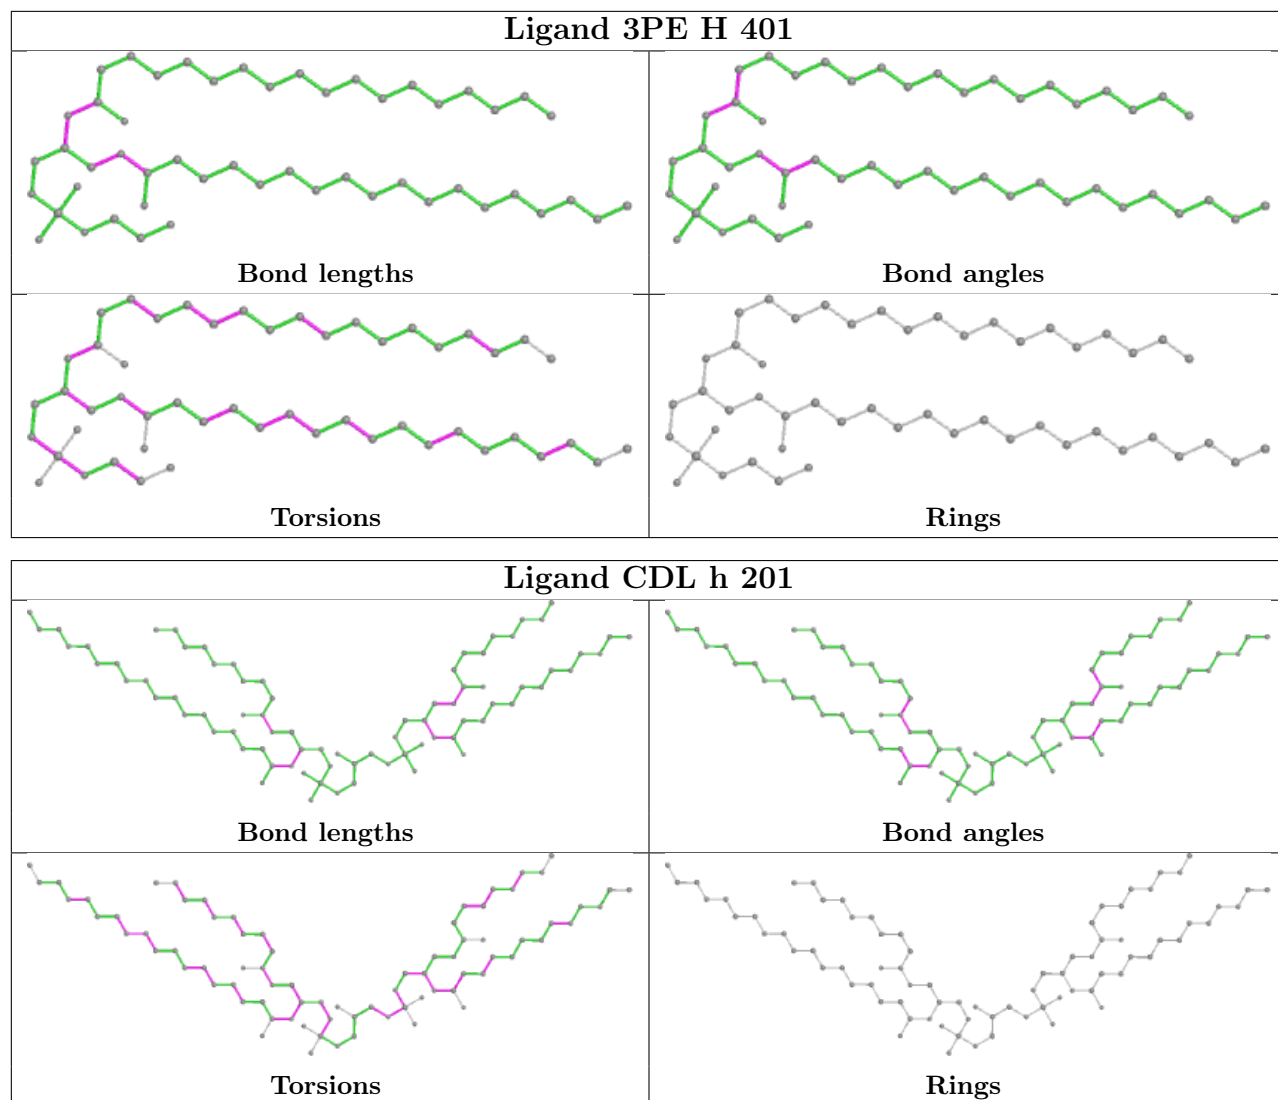 Ligand 3PE H 401
Bond lengths
Bond angles
Torsions
Rings
Ligand CDL h 201
Bond lengths
Bond angles
Torsions
Rings